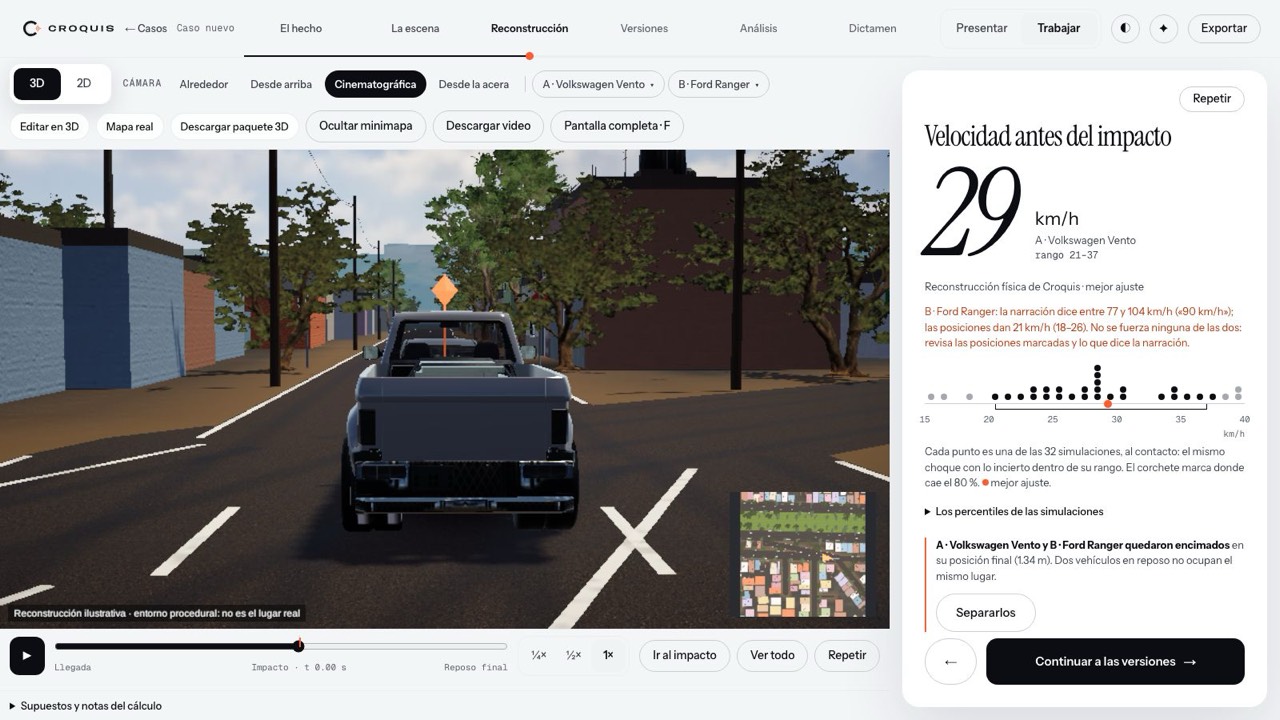 CROQUIS
← Casos
Caso nuevo
El hecho
La escena
Reconstrucción
Versiones
Análisis
Dictamen
Presentar
Trabajar
Exportar
3D
2D
CÁMARA
Alrededor
Desde arriba
Cinematográfica
Desde la acera
A · Volkswagen Vento
B · Ford Ranger
Editar en 3D
Mapa real
Descargar paquete 3D
Ocultar minimapa
Descargar video
Pantalla completa · F
Reconstrucción ilustrativa - entorno procedural: no es el lugar real
Llegada
Impacto · t 0.00 s
Reposo final
¼×
½×
1×
Ir al impacto
Ver todo
Repetir
Supuestos y notas del cálculo
Repetir
Velocidad antes del impacto
29
km/h
A · Volkswagen Vento
rango 21–37
Reconstrucción física de Croquis · mejor ajuste
B · Ford Ranger: la narración dice entre 77 y 104 km/h («90 km/h»);
las posiciones dan 21 km/h (18–26). No se fuerza ninguna de las dos:
revisa las posiciones marcadas y lo que dice la narración.
15 20 25 30 35 40
km/h
Cada punto es una de las 32 simulaciones, al contacto: el mismo
choque con lo incierto dentro de su rango. El corchete marca donde
cae el 80 %. mejor ajuste.
Los percentiles de las simulaciones
A · Volkswagen Vento y B · Ford Ranger quedaron encimados en
su posición final (1.34 m). Dos vehículos en reposo no ocupan el
mismo lugar.
Separarlos
←
Continuar a las versiones →